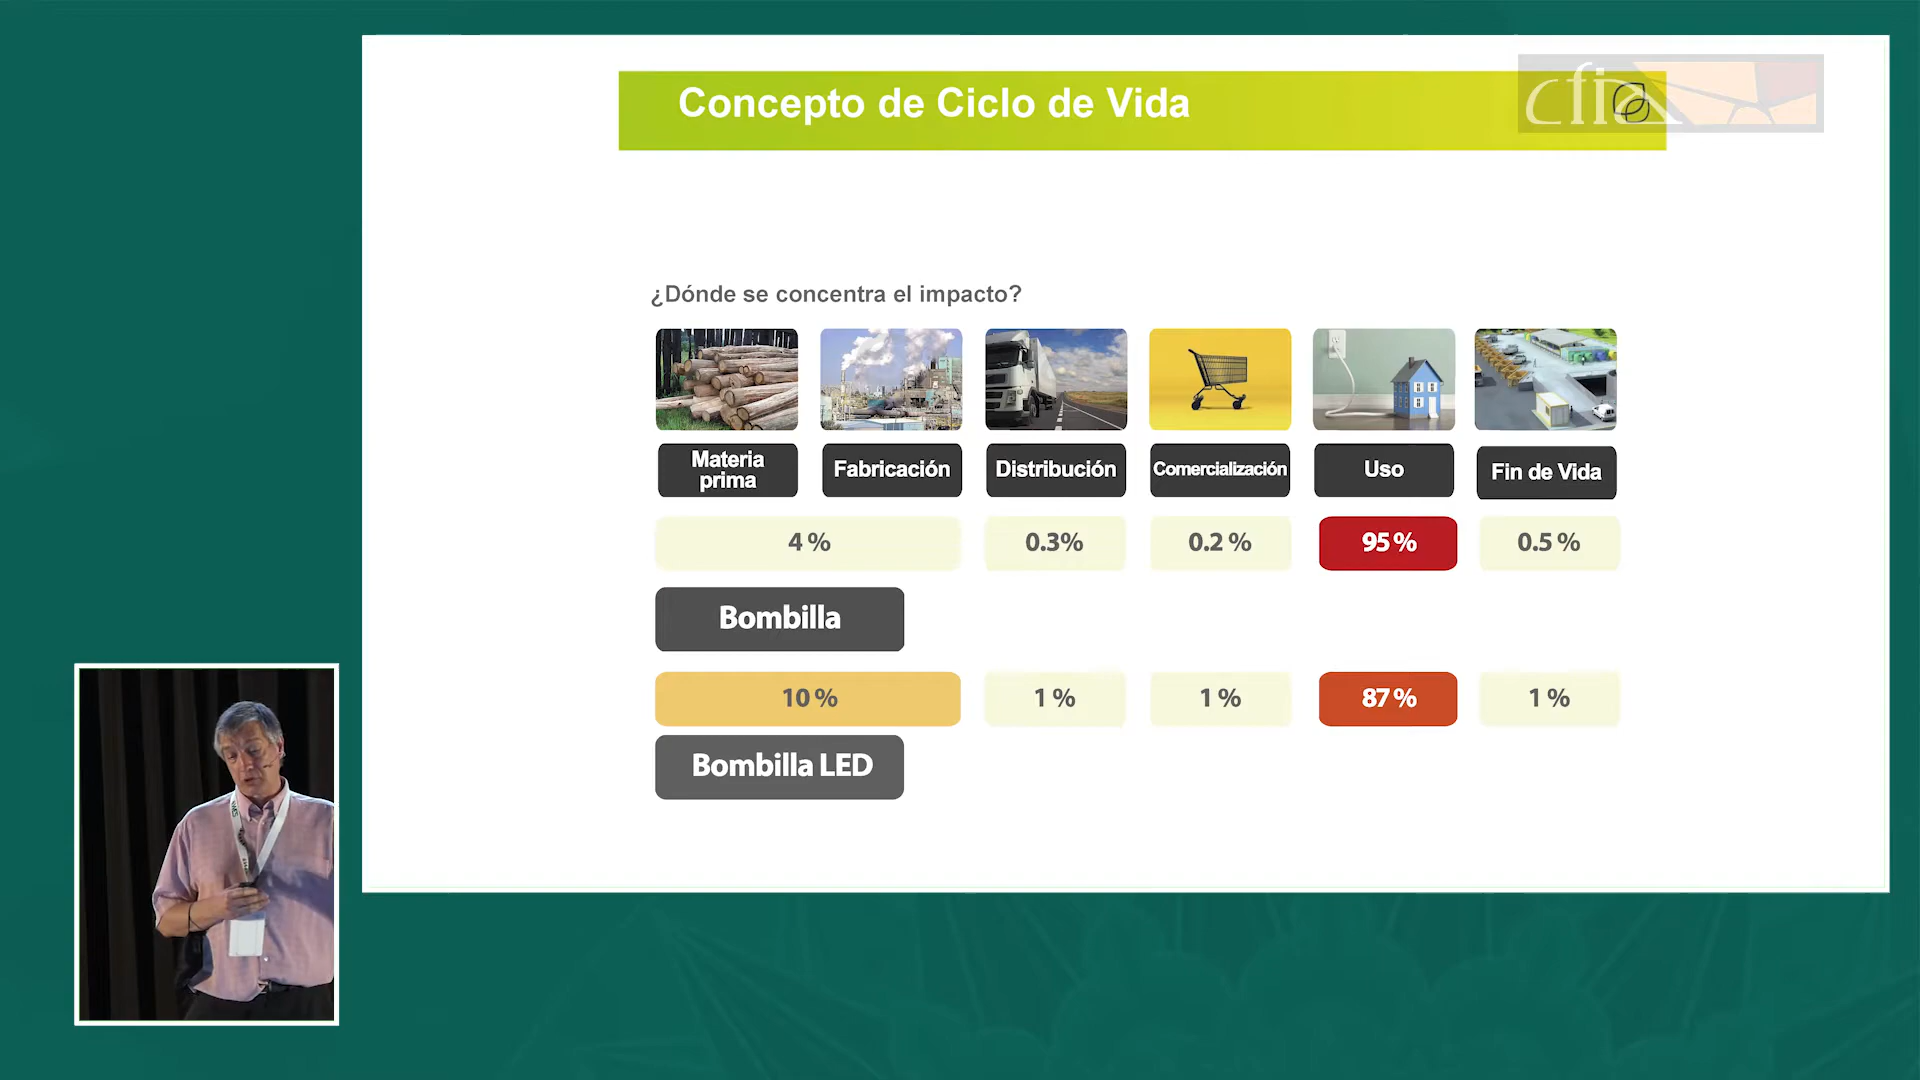 Concepto de Ciclo de Vida
cfia
¿Dónde se concentra el impacto?
Materia
prima
Fabricación
Distribución
Comercialización
Uso
Fin de Vida
4 %
0.3%
0.2 %
95 %
0.5 %
Bombilla
10 %
1 %
1 %
87 %
1 %
Bombilla LED